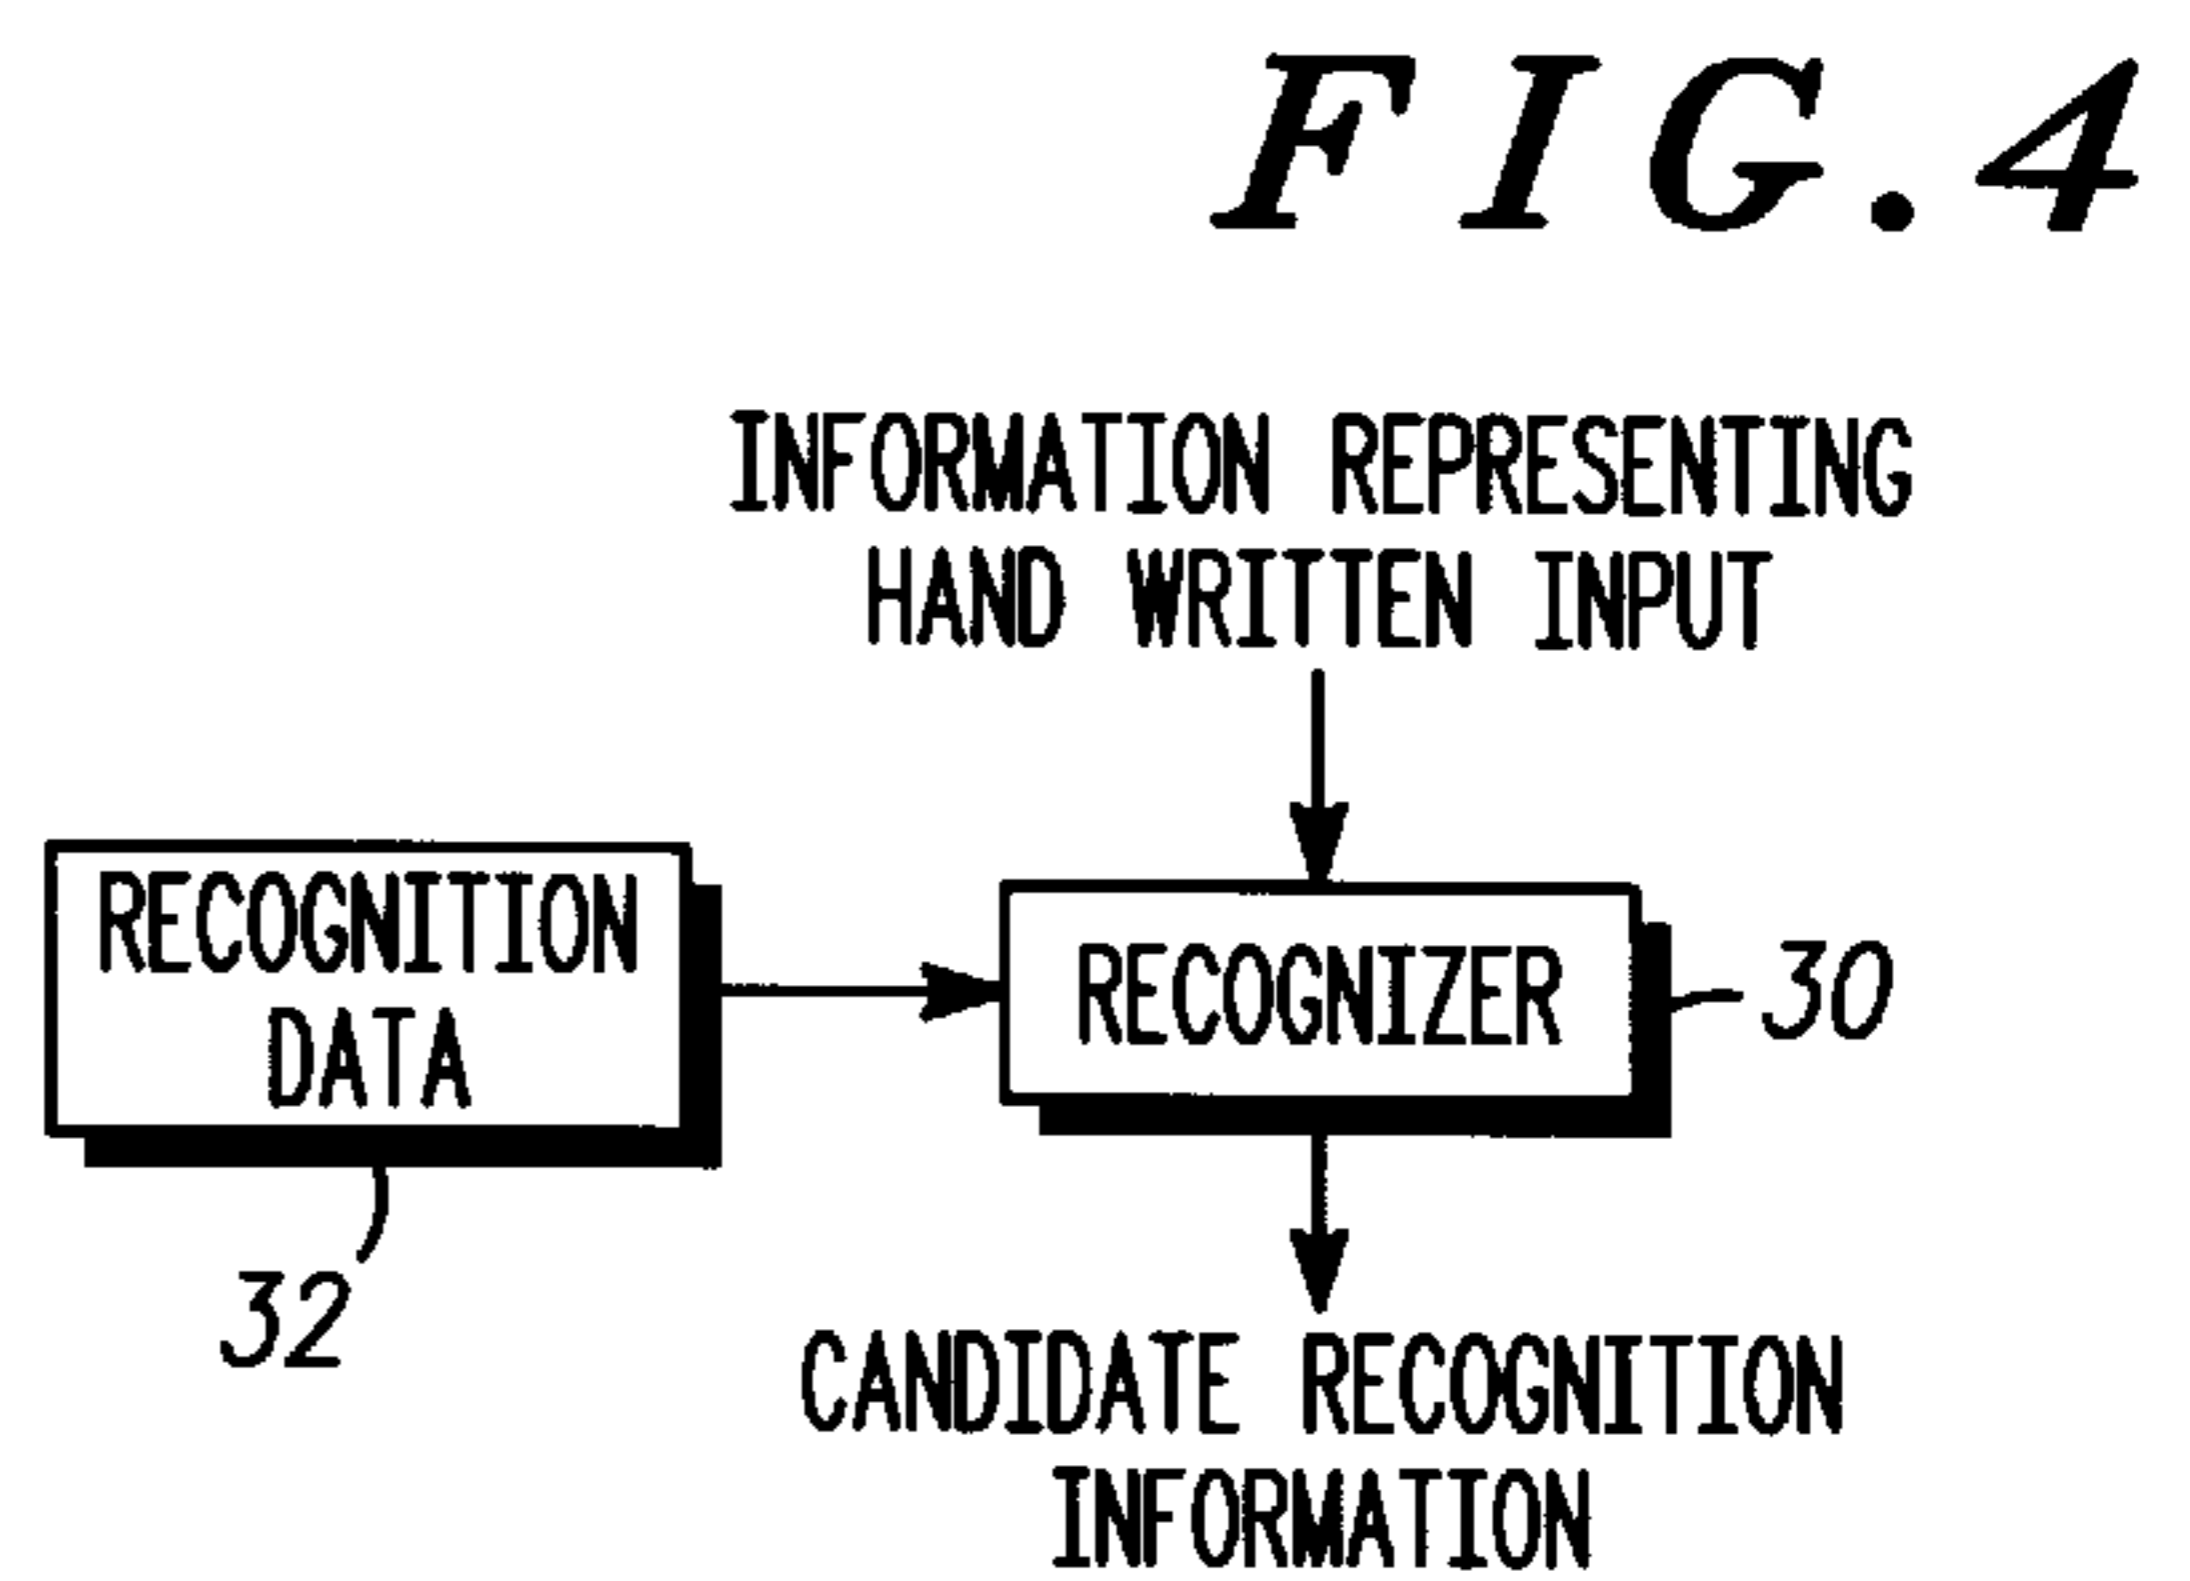 FIG.4
INFORMATION REPRESENTING
HAND WRITTEN INPUT
RECOGNITION
DATA
RECOGNIZER
30
32
CANDIDATE RECOGNITION
INFORMATION